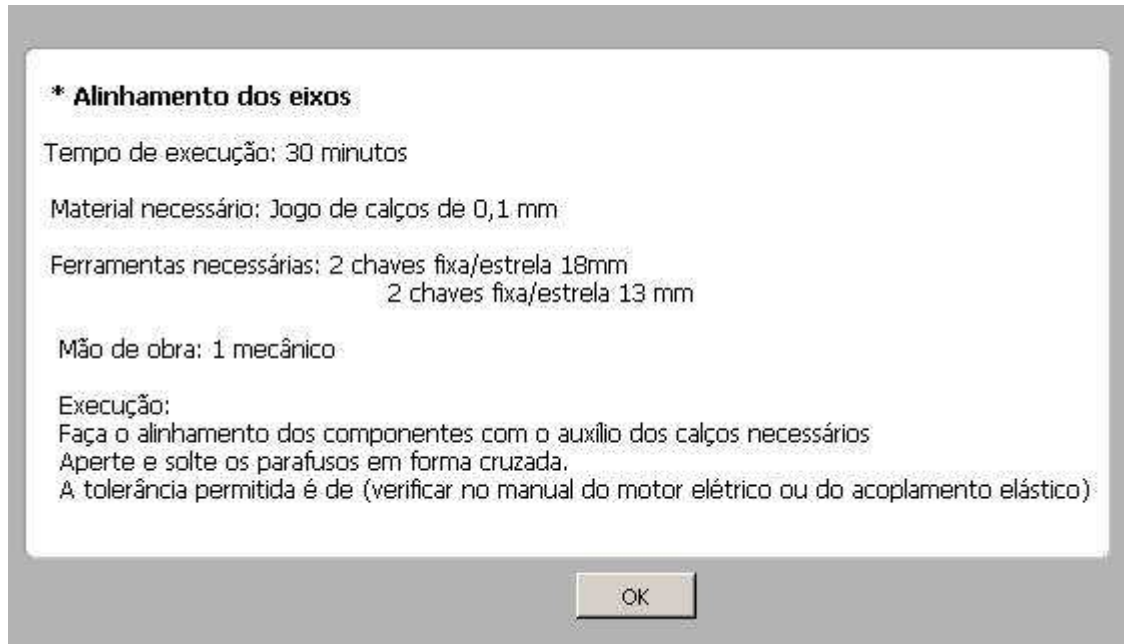 * Alinhamento dos eixos
Tempo de execução: 30 minutos
Material necessário: Jogo de calços de 0,1 mm
Ferramentas necessárias: 2 chaves fixa/estrela 18mm
2 chaves fixa/estrela 13 mm
Mão de obra: 1 mecânico
Execução:
Faça o alinhamento dos componentes com o auxílio dos calços necessários
Aperte e solte os parafusos em forma cruzada.
A tolerância permitida é de (verificar no manual do motor elétrico ou do acoplamento elástico)
OK